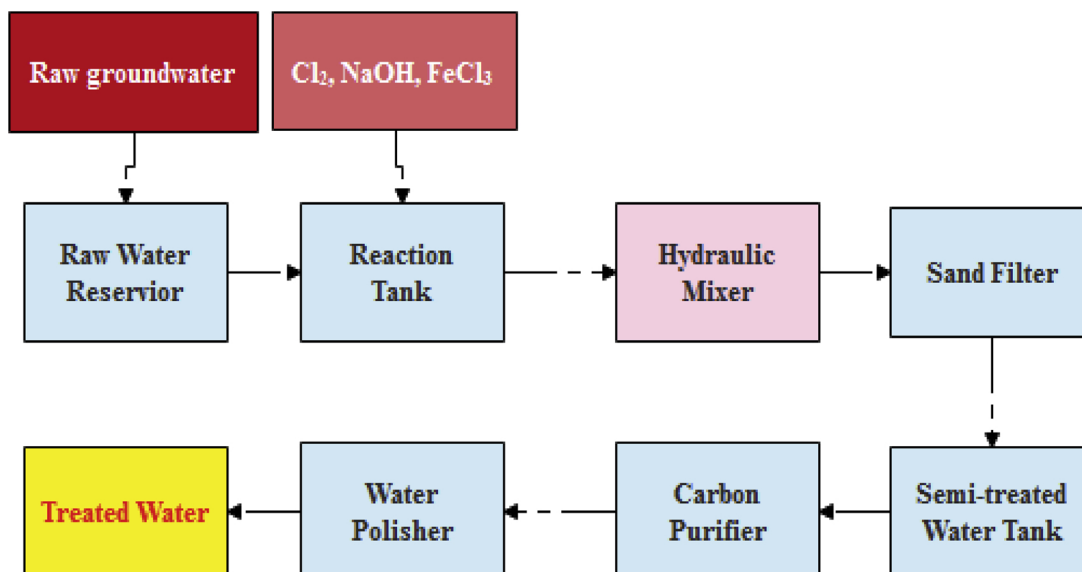 Raw groundwater
Cl₂, NaOH, FeCl₃
Raw Water
Reservior
Reaction
Tank
Hydraulic
Mixer
Sand Filter
Treated Water
Water
Polisher
Carbon
Purifier
Semi-treated
Water Tank